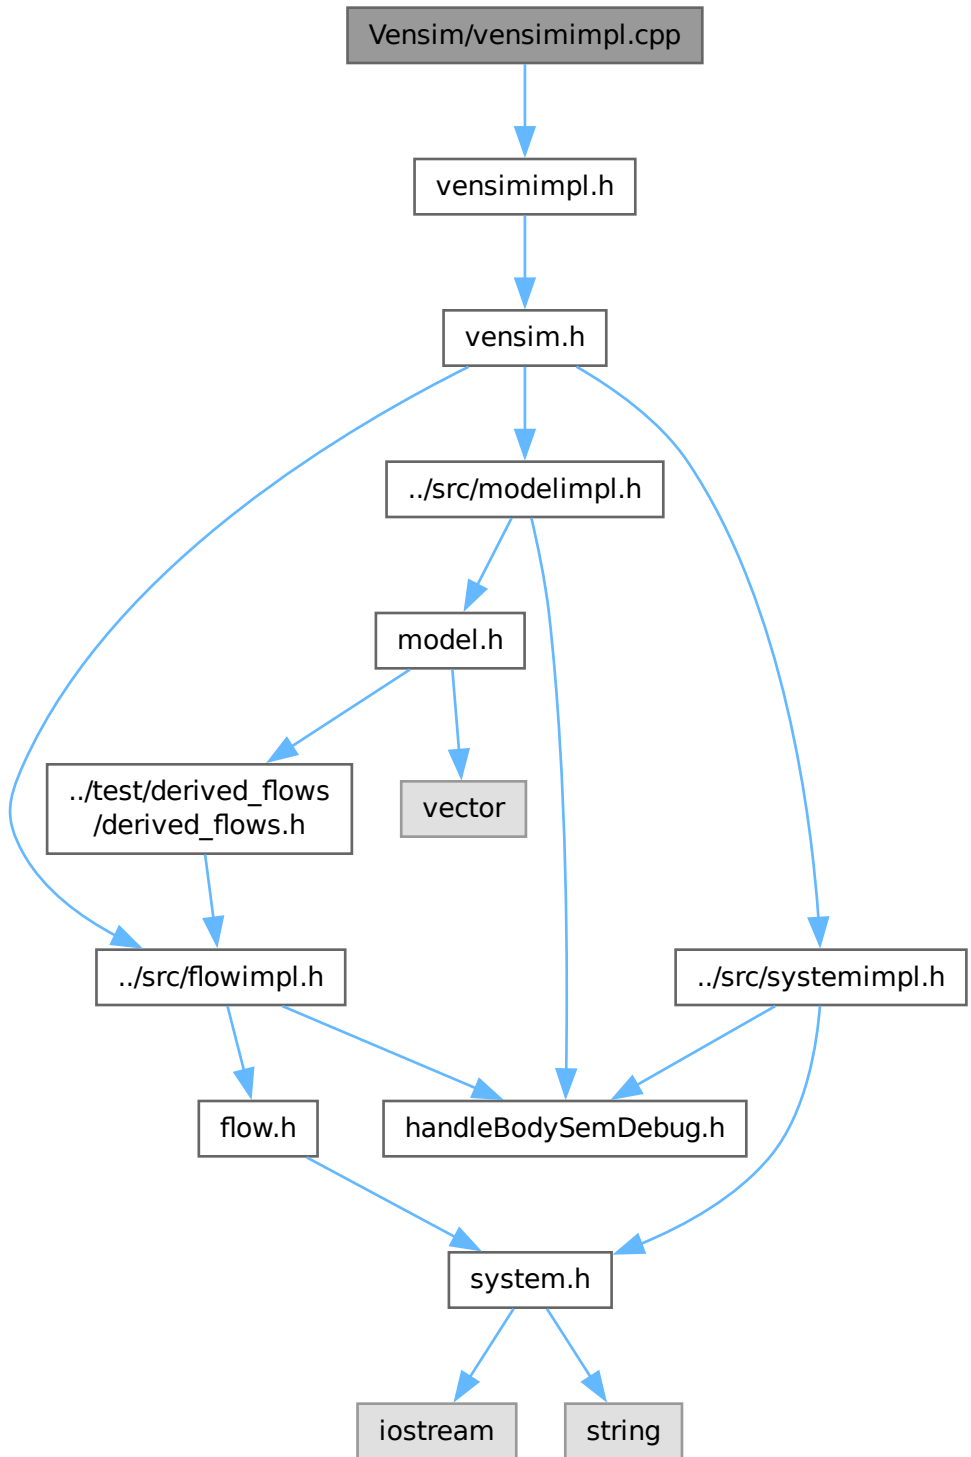 Vensim/vensimimpl.cpp
vensimimpl.h
vensim.h
../src/modelimpl.h
model.h
../test/derived_flows
/derived_flows.h
vector
../src/flowimpl.h
../src/systemimpl.h
flow.h
handleBodySemDebug.h
system.h
iostream
string